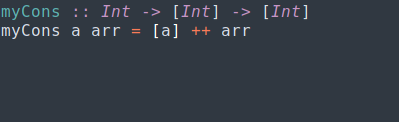 myCons :: Int -> [Int] -> [Int]
myCons a arr = [a] ++ arr